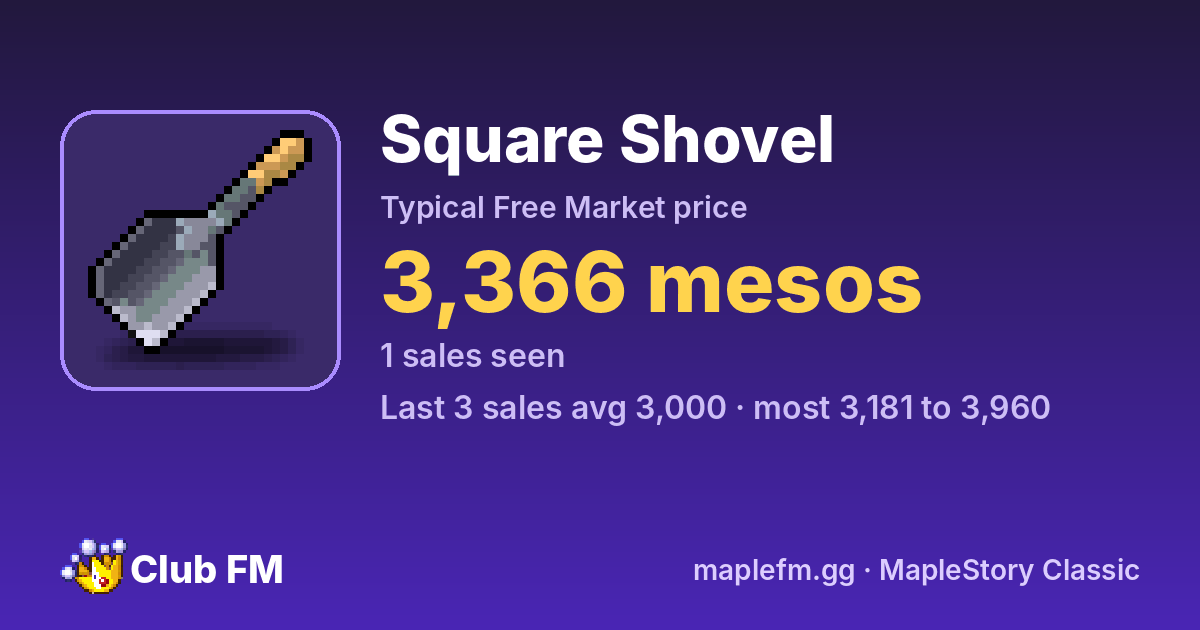 Square Shovel
Typical Free Market price
3,366 mesos
1 sales seen
Last 3 sales avg 3,000 · most 3,181 to 3,960
Club FM
maplefm.gg · MapleStory Classic